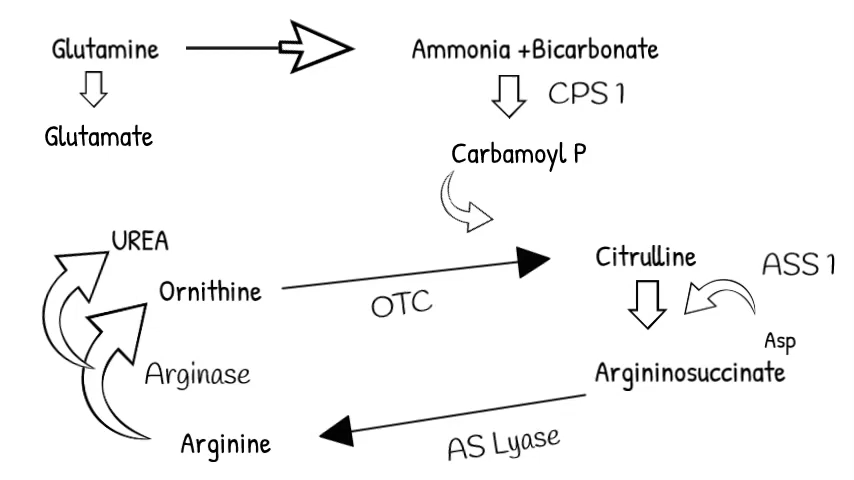 Glutamine
Ammonia +Bicarbonate
CPS 1
Glutamate
Carbamoyl P
UREA
Ornithine
OTC
Citrulline
ASS 1
Asp
Argininosuccinate
Arginase
Arginine
AS Lyase